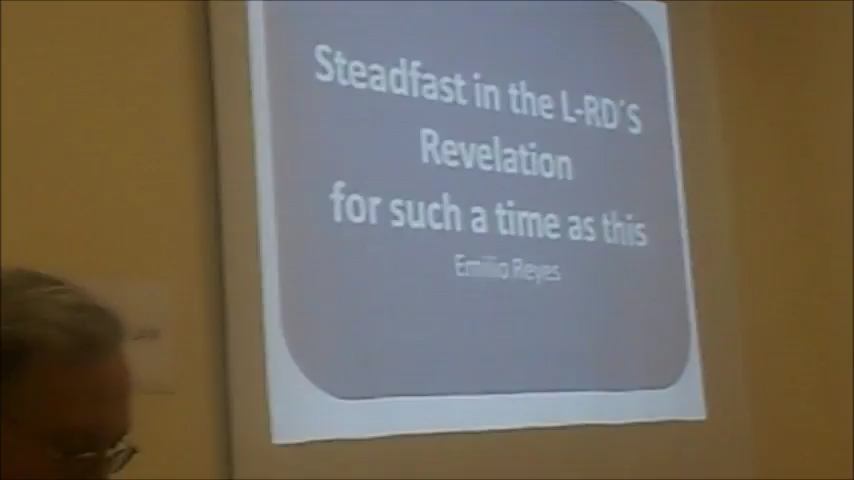 Steadfast in the L-RD´S
Revelation
for such a time as this
Emilio Reyes